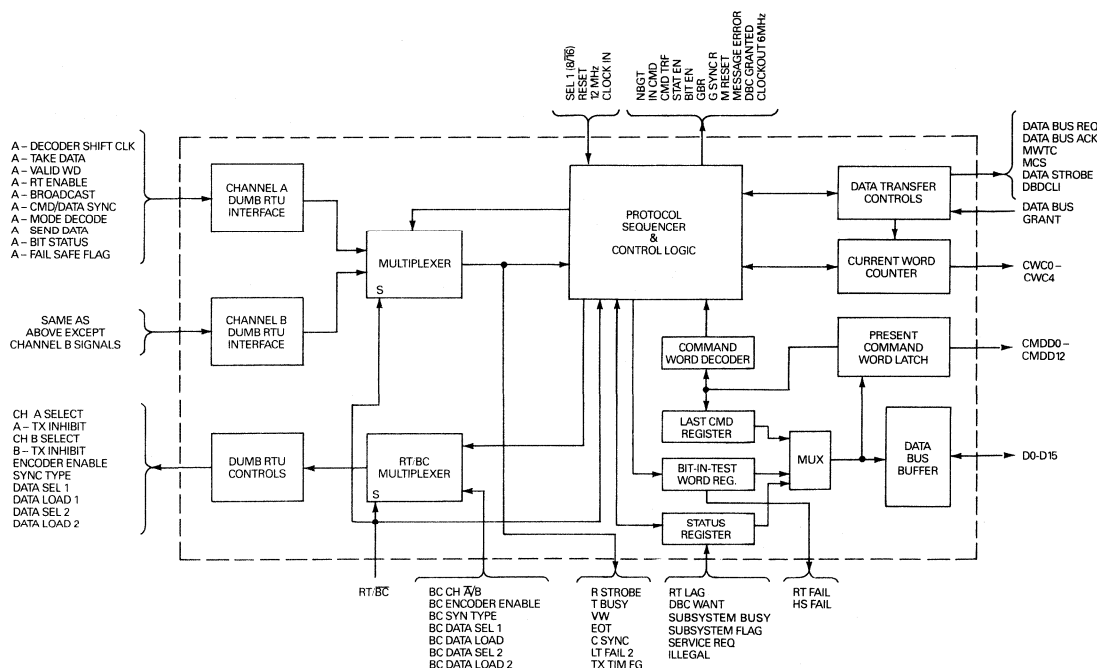 SEL 1 (8/16)
RESET
12 MHz
CLOCK IN
NBGT
IN CMD
CMD TRF
STAT EN
BIT EN
GBR
G SYNC R
M RESET
MESSAGE ERROR
DBC GRANTED
CLOCKOUT 6MHz
A – DECODER SHIFT CLK
A – TAKE DATA
A – VALID WD
A – RT ENABLE
A – BROADCAST
A – CMD/DATA SYNC
A – MODE DECODE
A SEND DATA
A – BIT STATUS
A – FAIL SAFE FLAG
CHANNEL A
DUMB RTU
INTERFACE
MULTIPLEXER
S
PROTOCOL
SEQUENCER
&
CONTROL LOGIC
DATA TRANSFER
CONTROLS
DATA BUS REQ
DATA BUS ACK
MWTC
MCS
DATA STROBE
DBDCLI
DATA BUS
GRANT
CURRENT WORD
COUNTER
CWC0 –
CWC4
SAME AS
ABOVE EXCEPT
CHANNEL B SIGNALS
CHANNEL B
DUMB RTU
INTERFACE
COMMAND
WORD DECODER
PRESENT
COMMAND
WORD LATCH
CMDD0 –
CMDD12
CH A SELECT
A – TX INHIBIT
CH B SELECT
B – TX INHIBIT
ENCODER ENABLE
SYNC TYPE
DATA SEL 1
DATA LOAD 1
DATA SEL 2
DATA LOAD 2
DUMB RTU
CONTROLS
RT/BC
MULTIPLEXER
S
LAST CMD
REGISTER
BIT-IN-TEST
WORD REG.
STATUS
REGISTER
MUX
DATA
BUS
BUFFER
D0-D15
RT/BC
BC CH A/B
BC ENCODER ENABLE
BC SYN TYPE
BC DATA SEL 1
BC DATA LOAD
BC DATA SEL 2
BC DATA LOAD 2
R STROBE
T BUSY
VW
EOT
C SYNC
LT FAIL 2
TX TIM FG
RT LAG
DBC WANT
SUBSYSTEM BUSY
SUBSYSTEM FLAG
SERVICE REQ
ILLEGAL
RT FAIL
HS FAIL